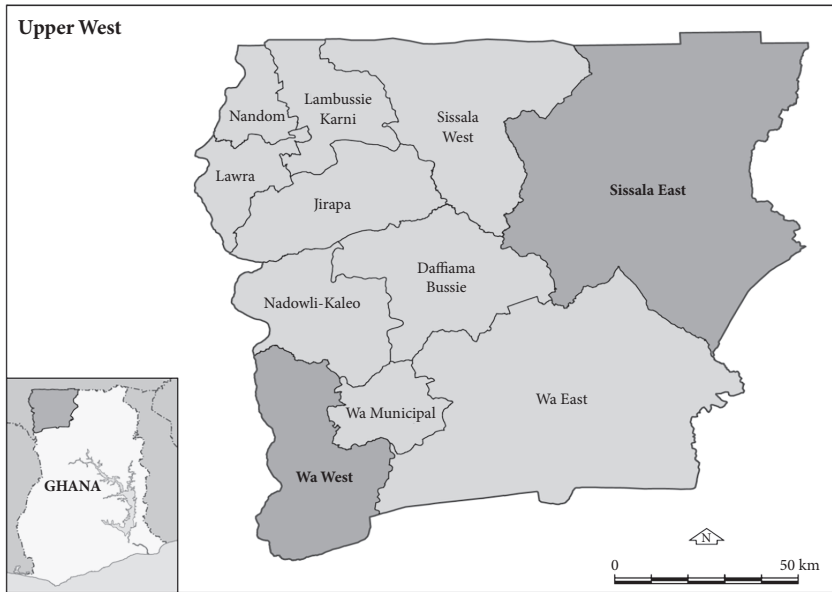 Upper West
Nandom
Lambussie
Karni
Sissala
West
Lawra
Sissala East
Jirapa
Daffiama
Bussie
Nadowli-Kaleo
Wa Municipal
Wa East
Wa West
GHANA
N
0
50 km